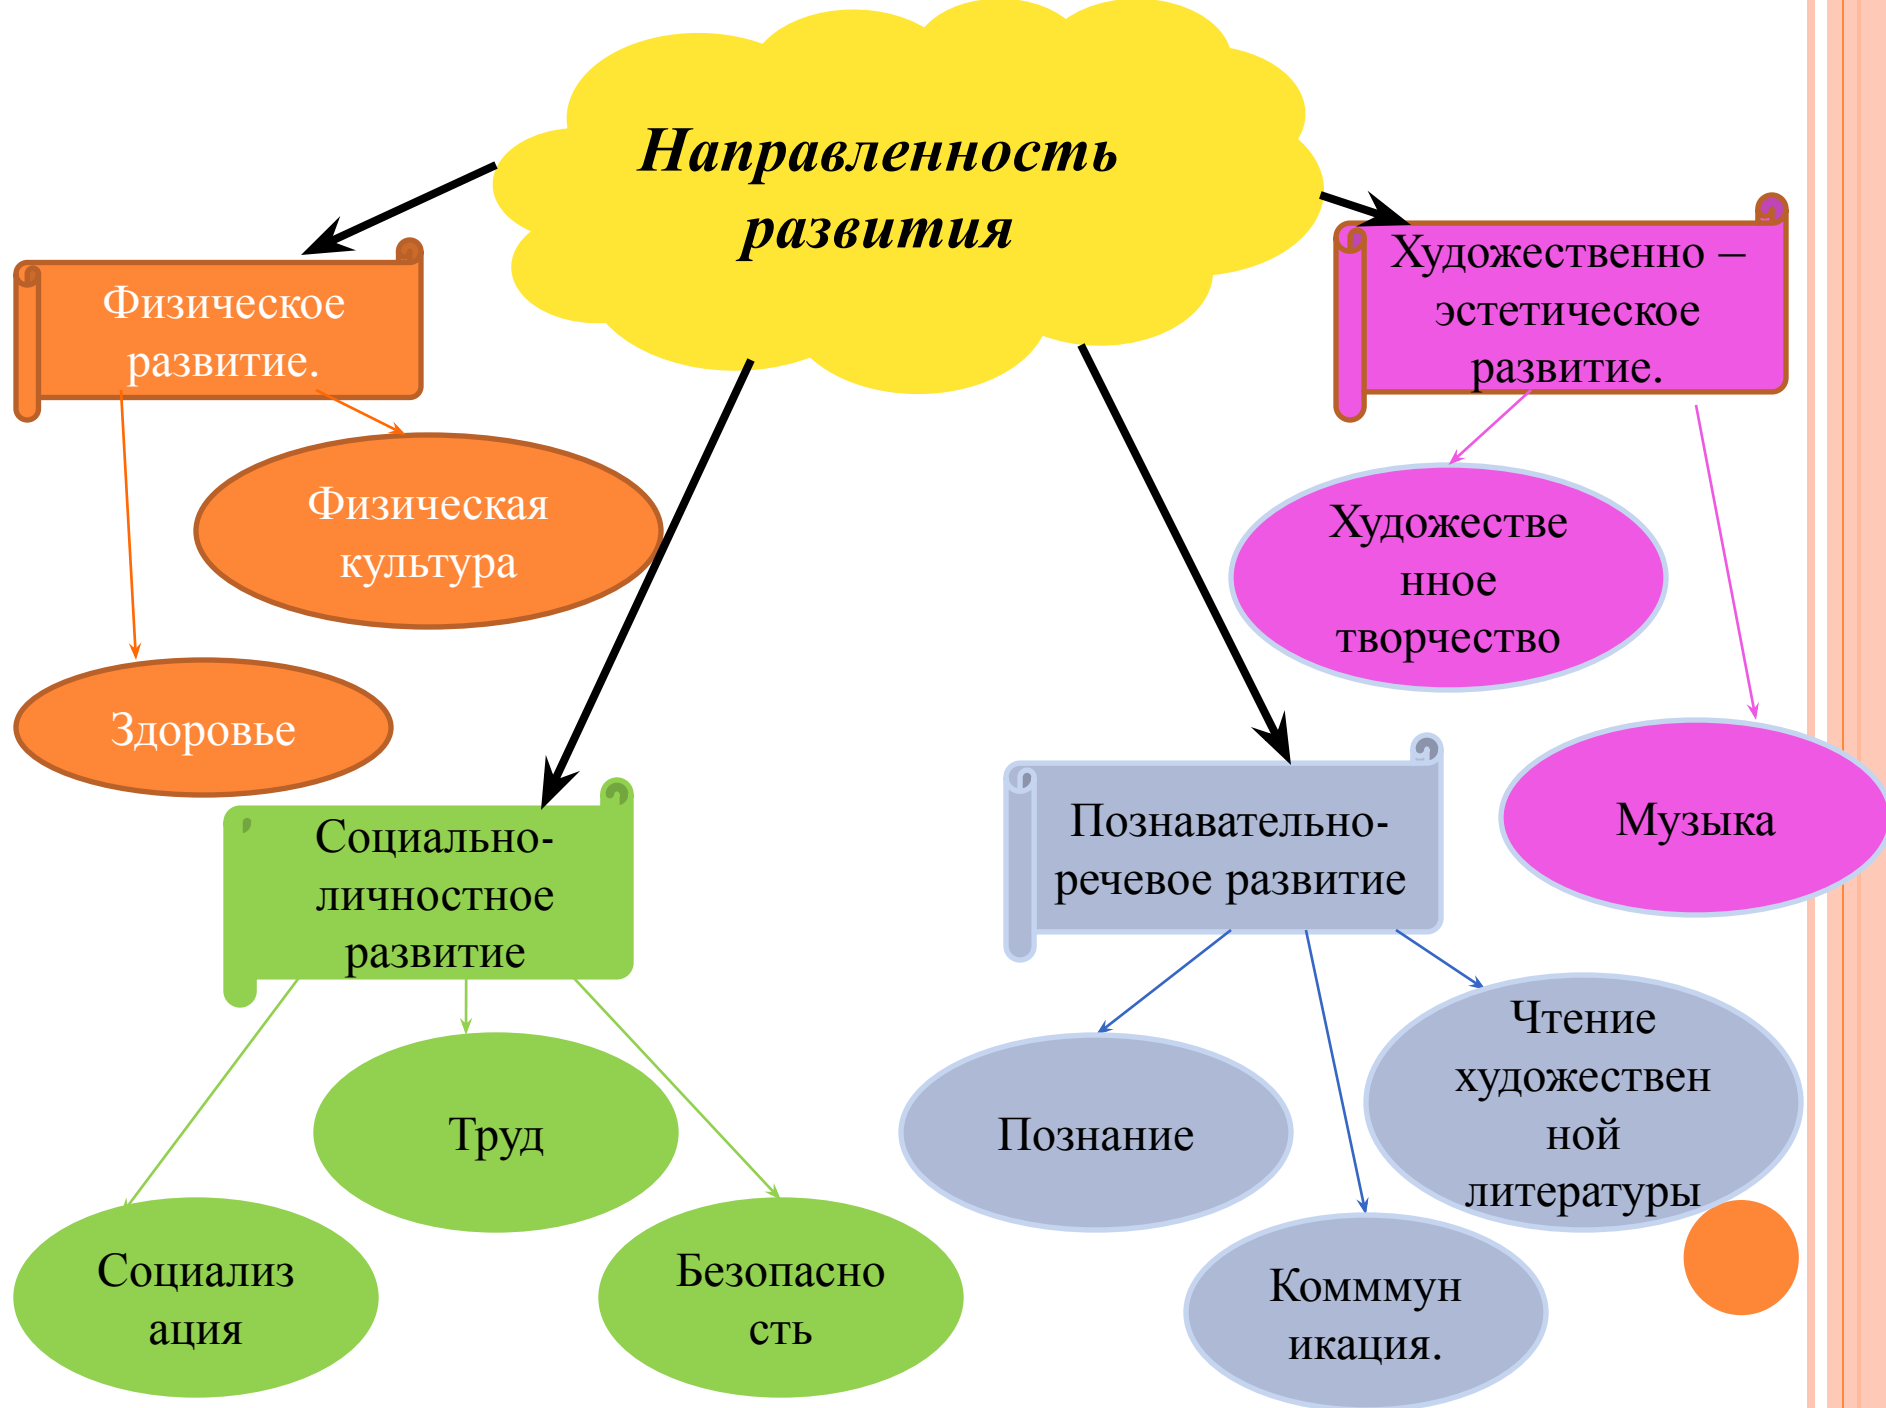 Направленность
развития
Физическое
развитие.
Художественно –
эстетическое
развитие.
Физическая
культура
Художестве
нное
творчество
Здоровье
Музыка
Социально-
личностное
развитие
Познавательно-
речевое развитие
Труд
Познание
Чтение
художествен
ной
литературы
Социализ
ация
Безопасно
сть
Комммун
икация.